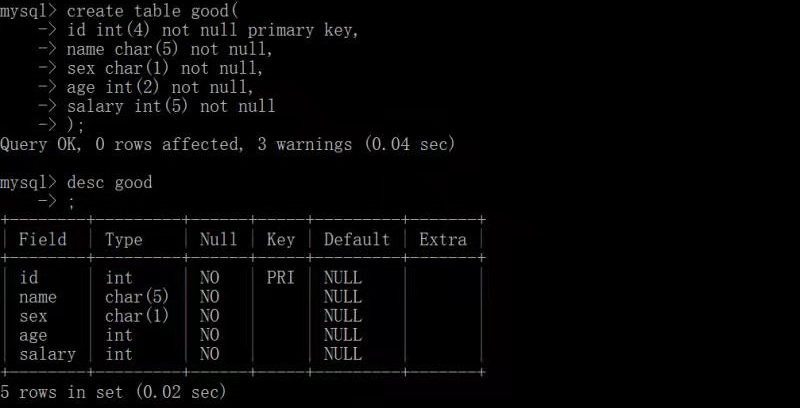 mysql> create table good(
    -> id int(4) not null primary key,
    -> name char(5) not null,
    -> sex char(1) not null,
    -> age int(2) not null,
    -> salary int(5) not null
    -> );
Query OK, 0 rows affected, 3 warnings (0.04 sec)
mysql> desc good
    -> ;
+--------+---------+------+-----+---------+-------+
| Field | Type | Null | Key | Default | Extra |
+--------+---------+------+-----+---------+-------+
| id | int | NO | PRI | NULL | |
| name | char(5) | NO | | NULL | |
| sex | char(1) | NO | | NULL | |
| age | int | NO | | NULL | |
| salary | int | NO | | NULL | |
+--------+---------+------+-----+---------+-------+
5 rows in set (0.02 sec)